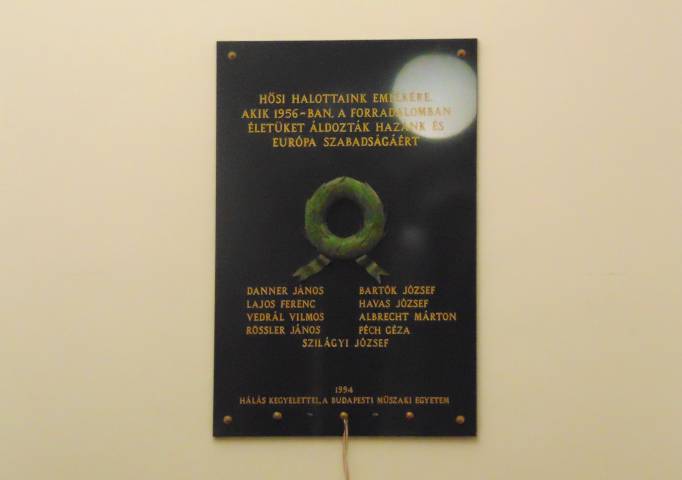 HŐSI HALOTTAINK EMLÉKÉRE,
AKIK 1956-BAN, A FORRADALOMBAN
ÉLETÜKET ÁLDOZTÁK HAZÁNK ÉS
EURÓPA SZABADSÁGÁÉRT
DANNER JÁNOS BARTÓK JÓZSEF
LAJOS FERENC HAVAS JÓZSEF
VEDRÁL VILMOS ALBRECHT MÁRTON
RÖSSLER JÁNOS PÉCH GÉZA
SZILÁGYI JÓZSEF
1994
HÁLÁS KEGYELETTEL, A BUDAPESTI MŰSZAKI EGYETEM